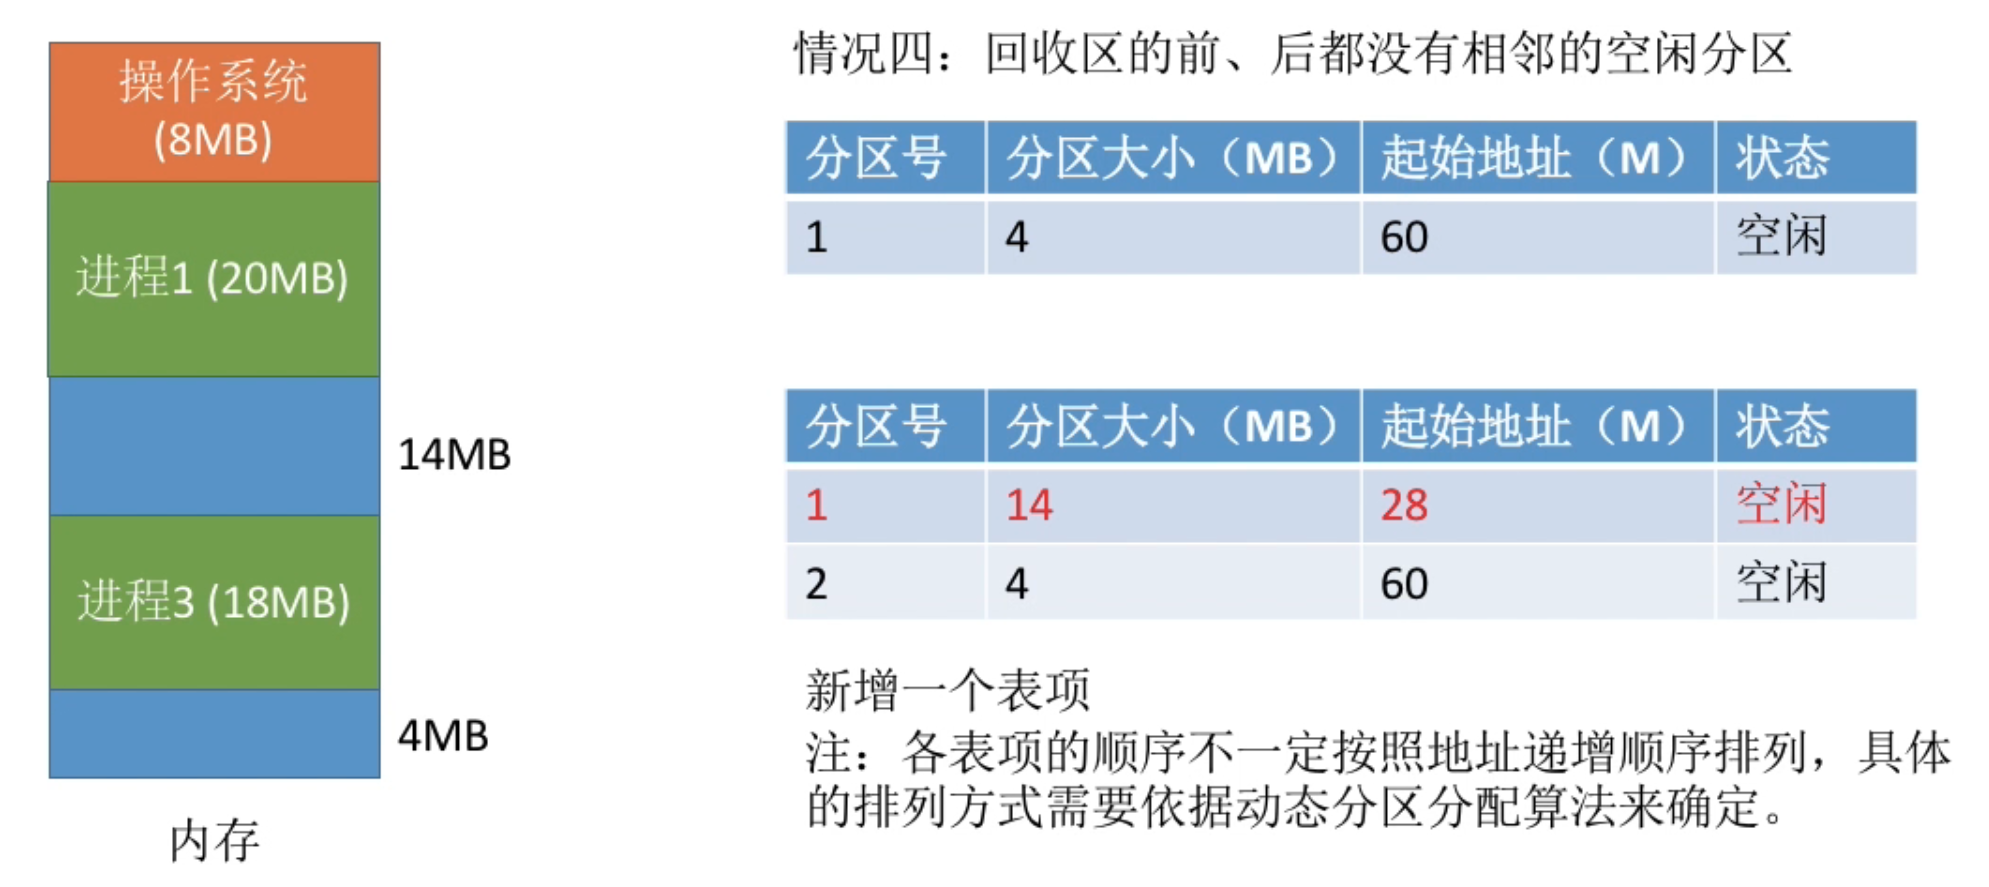 操作系统
(8MB)
进程1 (20MB)
14MB
进程3 (18MB)
4MB
内存
情况四：回收区的前、后都没有相邻的空闲分区
分区号 分区大小（MB） 起始地址（M） 状态
1 4 60 空闲
分区号 分区大小（MB） 起始地址（M） 状态
1 14 28 空闲
2 4 60 空闲
新增一个表项
注：各表项的顺序不一定按照地址递增顺序排列，具体
的排列方式需要依据动态分区分配算法来确定。